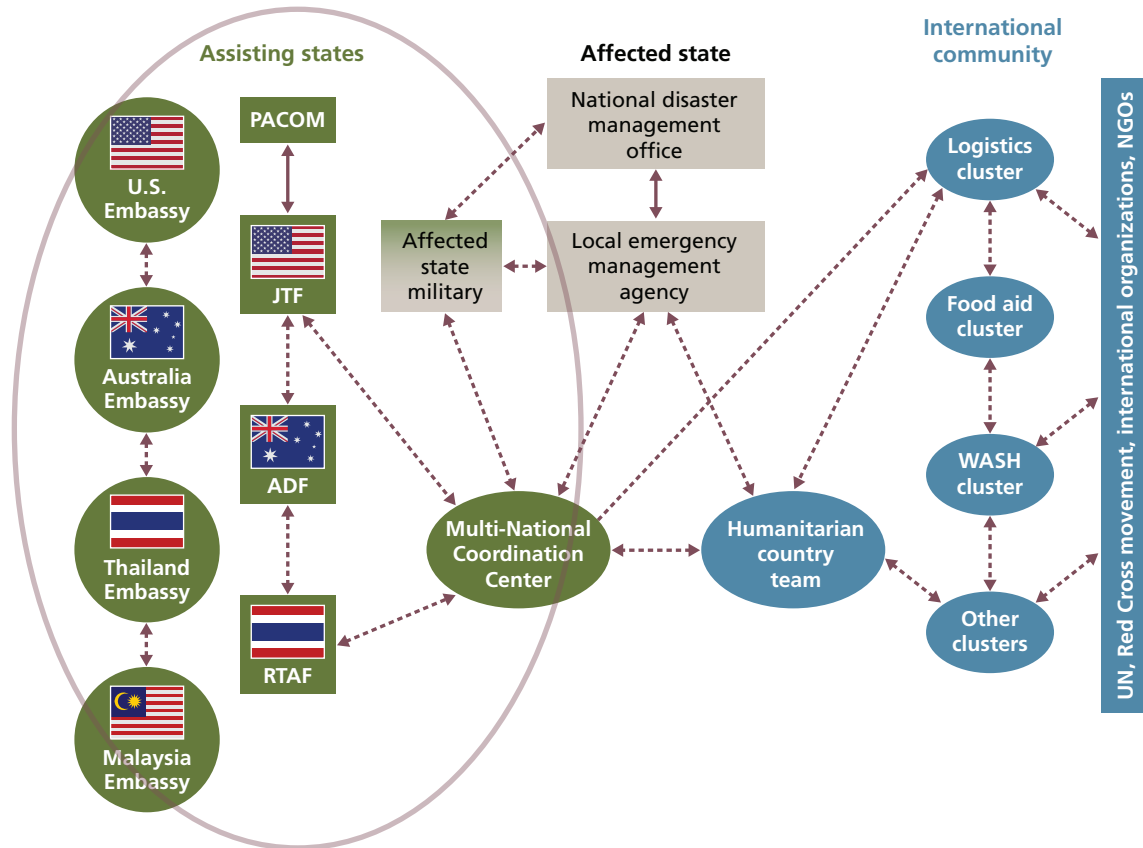 Assisting states
Affected state
International
community
U.S.
Embassy
Australia
Embassy
Thailand
Embassy
Malaysia
Embassy
PACOM
JTF
ADF
RTAF
Affected
state
military
National disaster
management
office
Local emergency
management
agency
Multi-National
Coordination
Center
Humanitarian
country
team
Logistics
cluster
Food aid
cluster
WASH
cluster
Other
clusters
UN, Red Cross movement, international organizations, NGOs